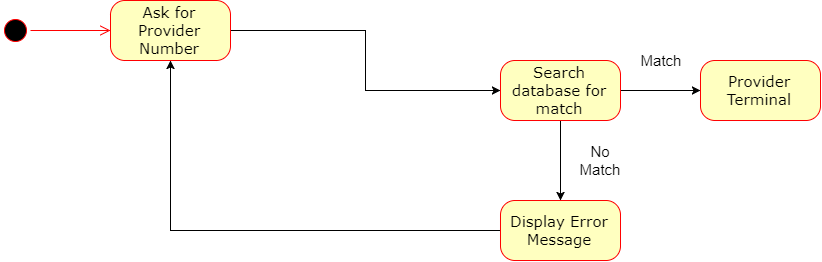 Ask for
Provider
Number
Search
database for
match
Match
Provider
Terminal
No
Match
Display Error
Message